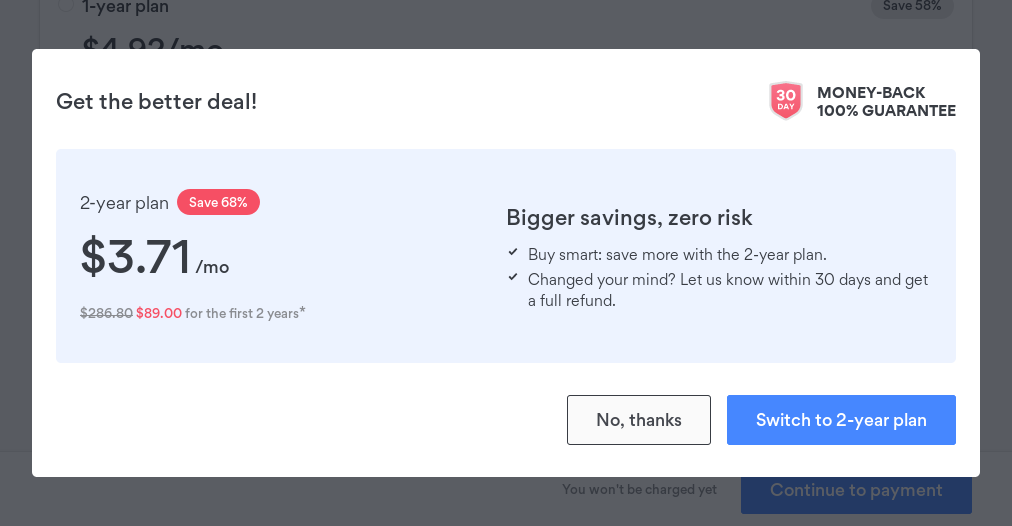 1-year plan
Save 58%
$4.92/mo
Get the better deal!
30
DAY
MONEY-BACK
100% GUARANTEE
2-year plan
Save 68%
$3.71 /mo
$286.80 $89.00 for the first 2 years*
Bigger savings, zero risk
Buy smart: save more with the 2-year plan.
Changed your mind? Let us know within 30 days and get
a full refund.
No, thanks
Switch to 2-year plan
You won't be charged yet
Continue to payment